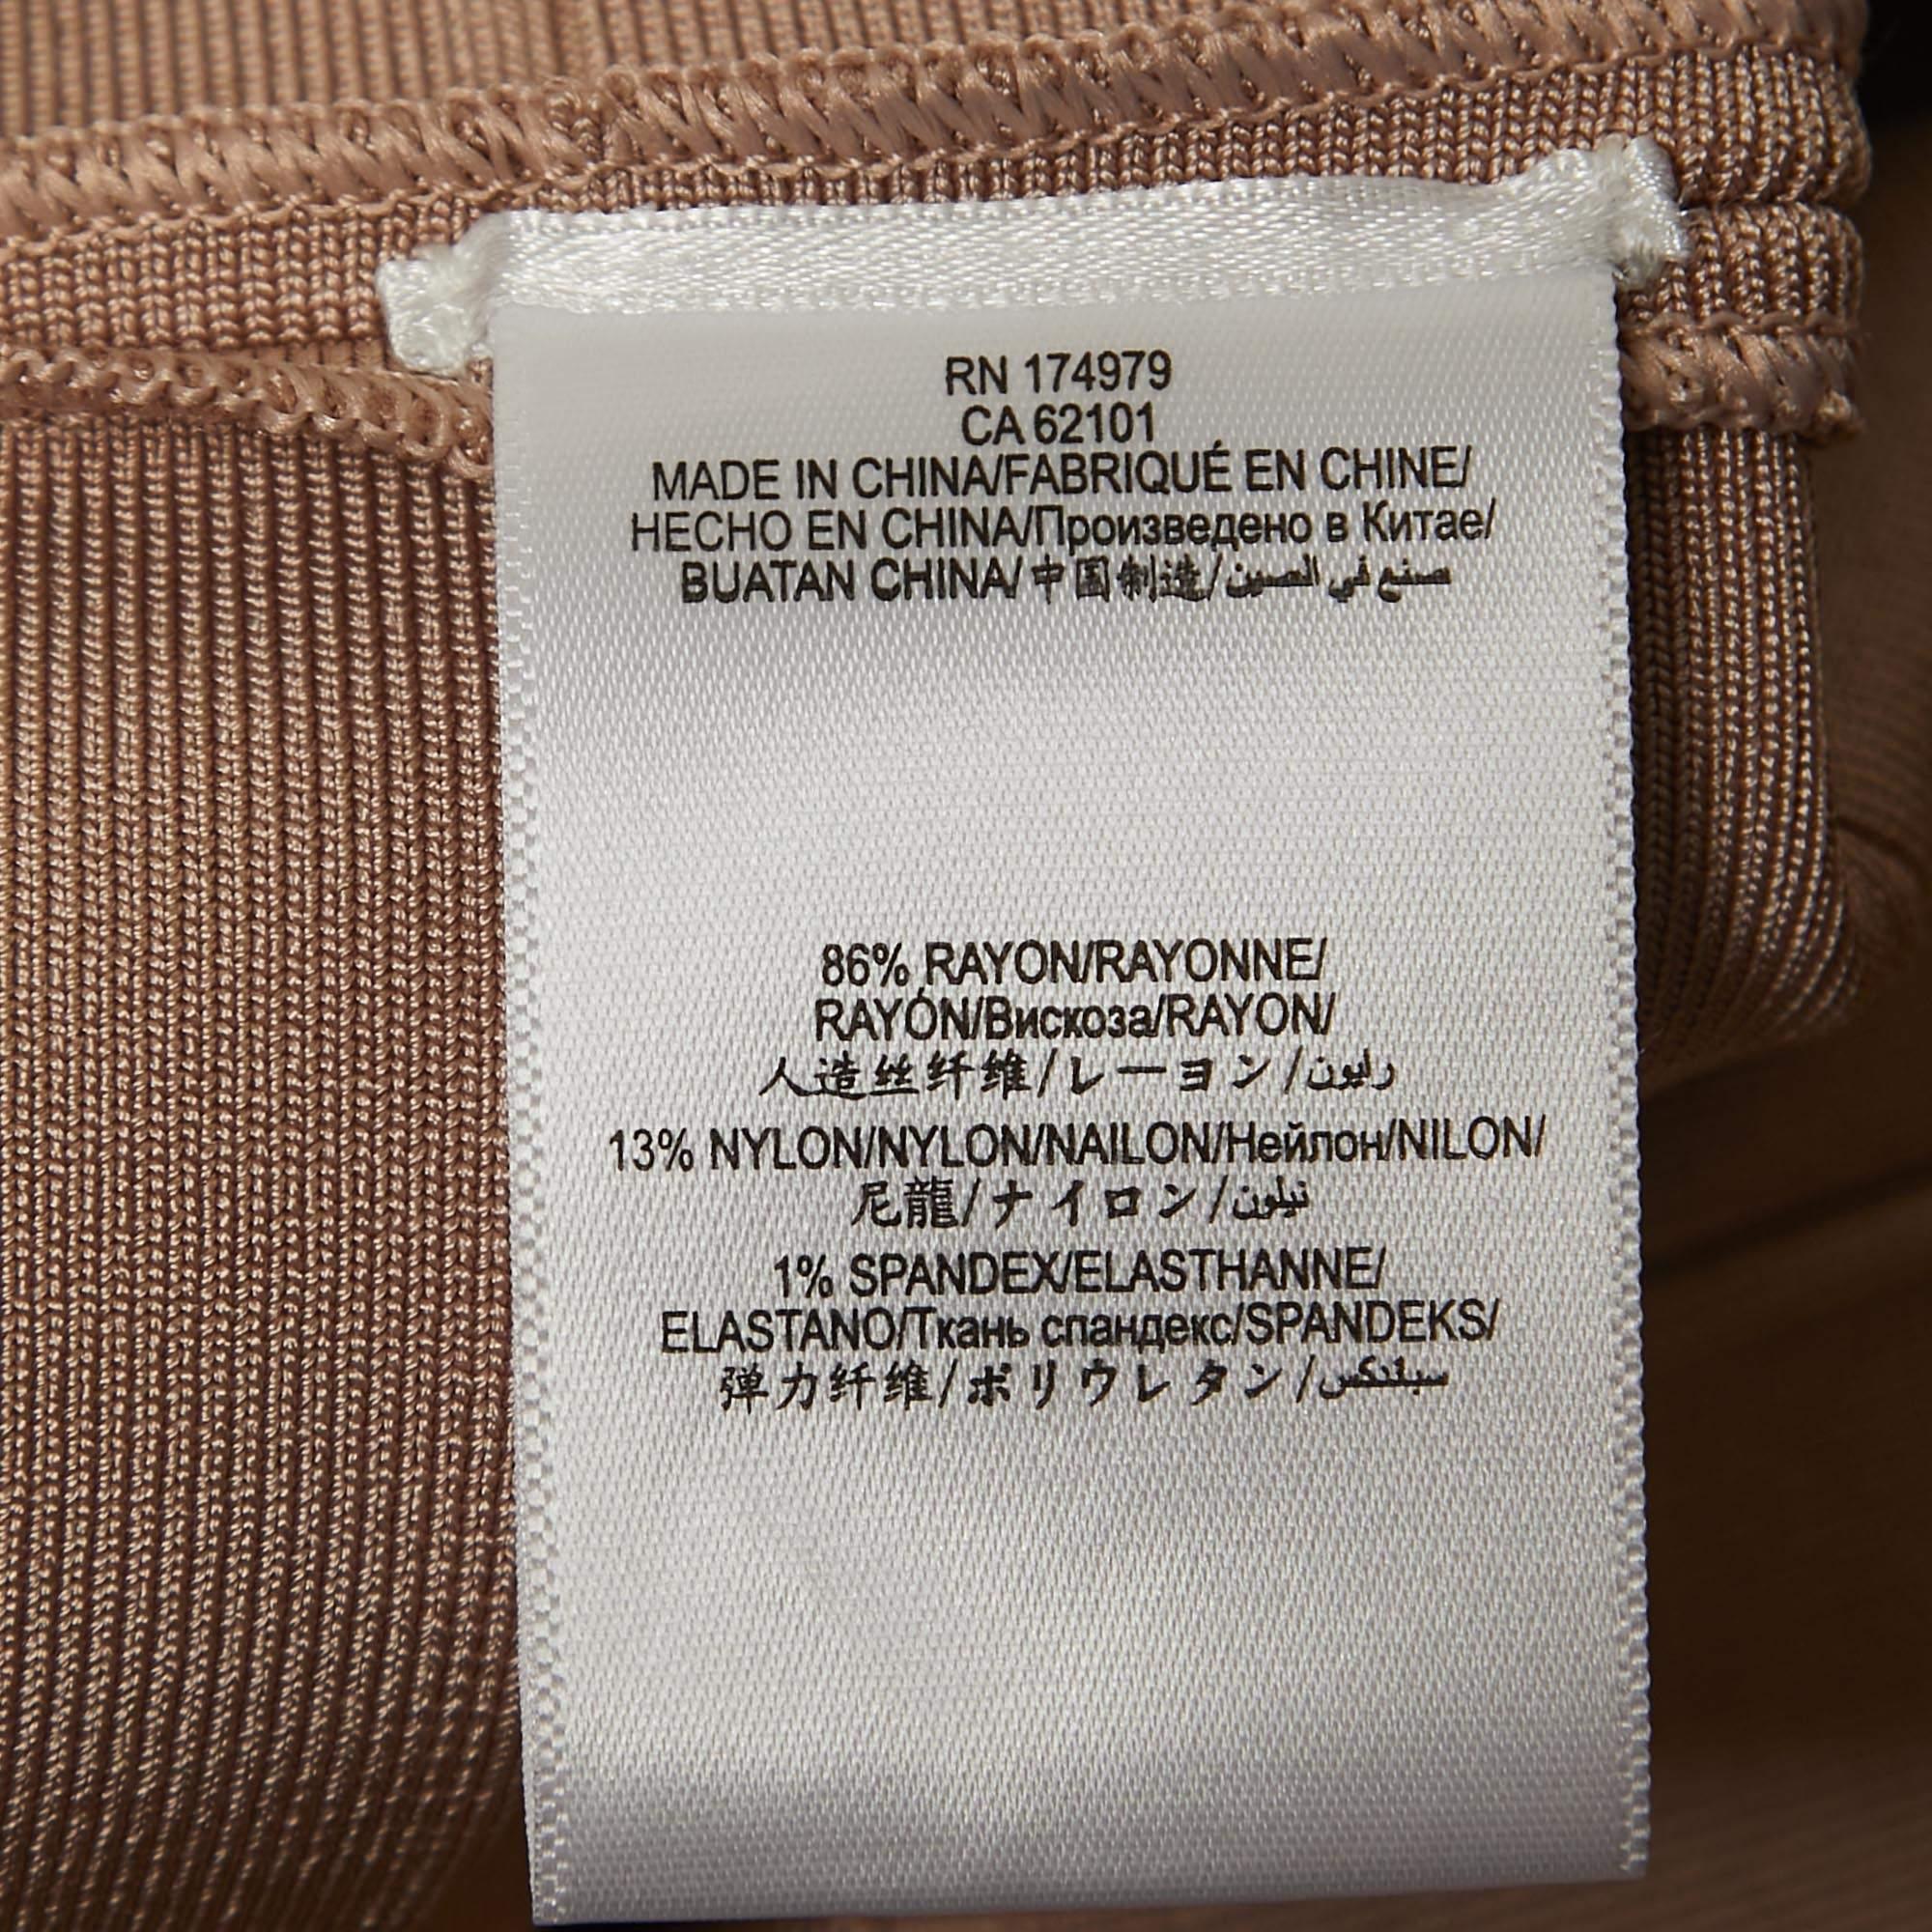 RN 174979
CA 62101
MADE IN CHINA/FABRIQUÉ EN CHINE/
HECHO EN CHINA/Произведено в Китае/
BUATAN CHINA/中国制造/صنع في الصين
86% RAYON/RAYONNE/
RAYÓN/Вискоза/RAYON/
人造丝纤维/レーヨン/رايون
13% NYLON/NYLON/NAILON/Нейлон/NILON/
尼龍/ナイロン/نيلون
1% SPANDEX/ELASTHANNE/
ELASTANO/Ткань спандекс/SPANDEKS/
弹力纤维/ポリウレタン/سبلنكس